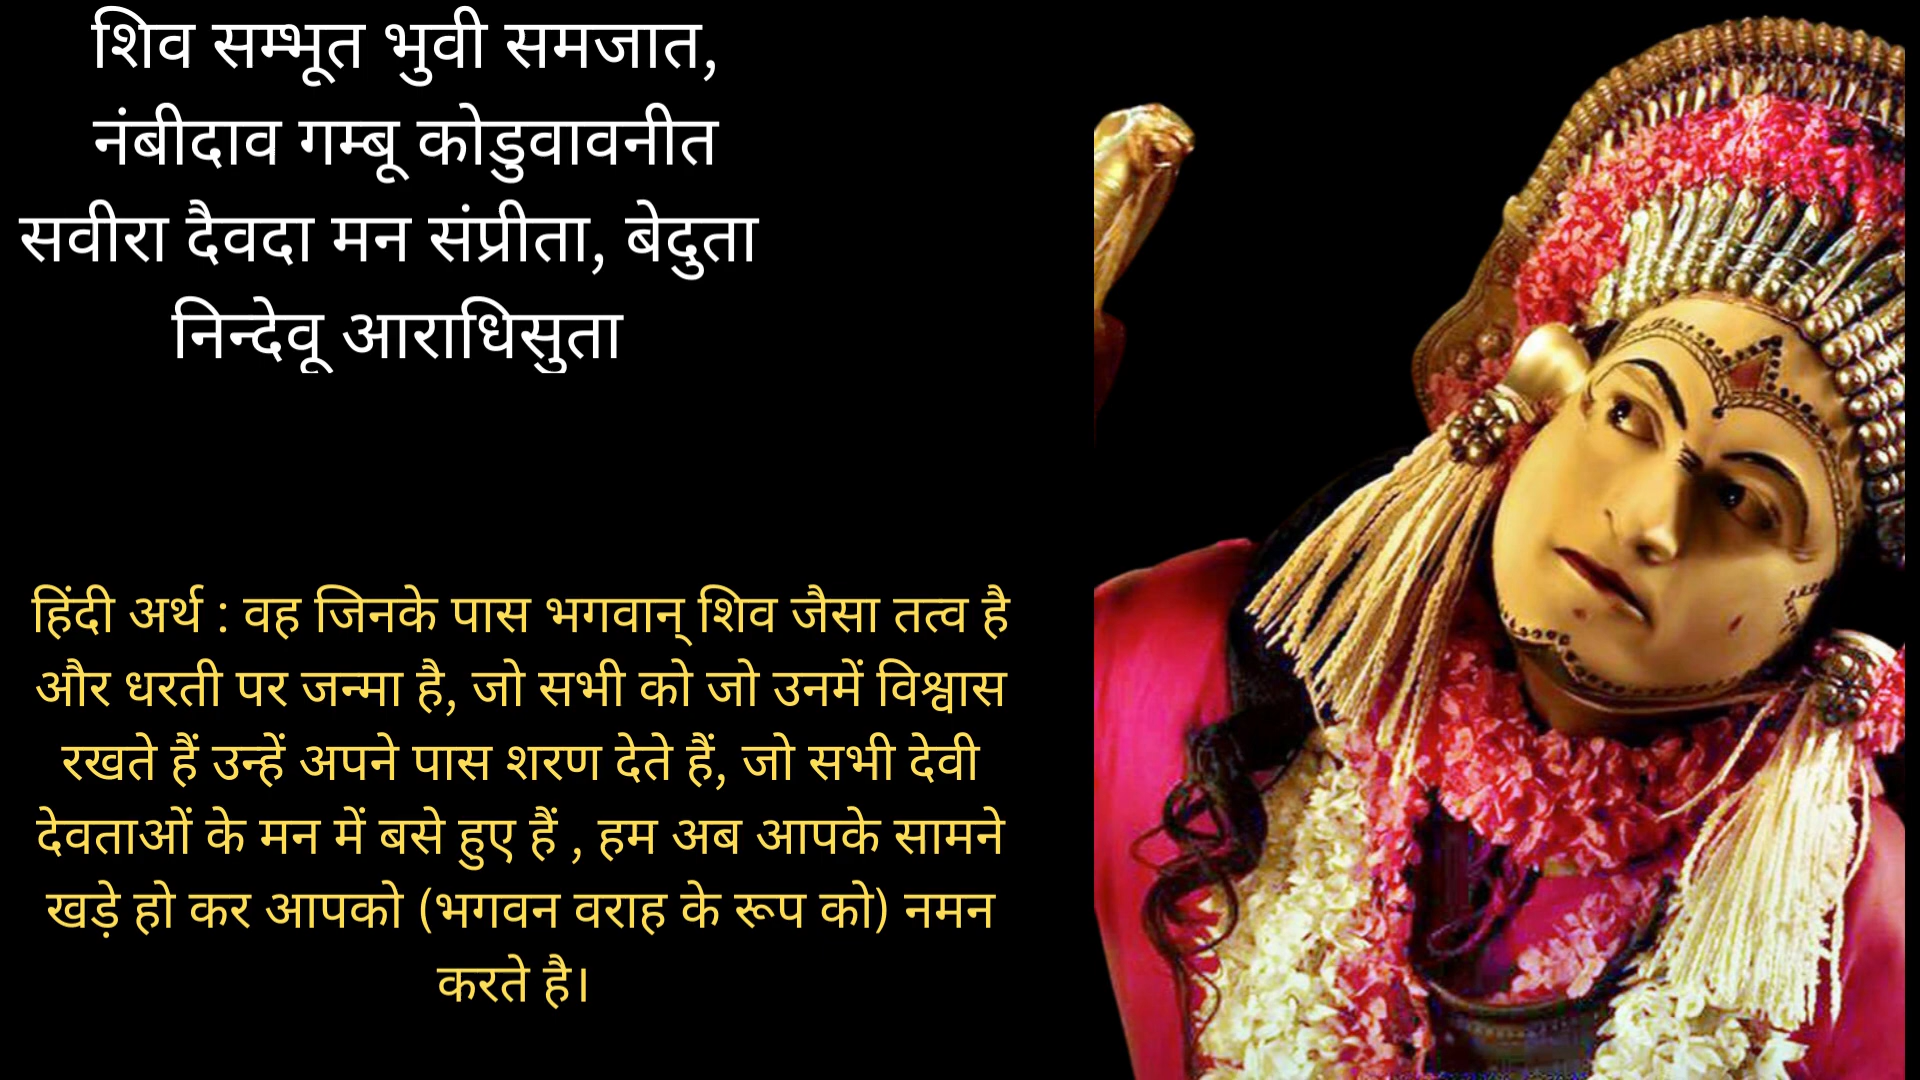 शिव सम्भूत भुवी समजात,
नंबीदाव गम्बू कोडुवावनीत
सवीरा दैवदा मन संप्रीता, बेदुता
निन्देवू आराधिसुता
हिंदी अर्थ : वह जिनके पास भगवान् शिव जैसा तत्व है
और धरती पर जन्मा है, जो सभी को जो उनमें विश्वास
रखते हैं उन्हें अपने पास शरण देते हैं, जो सभी देवी
देवताओं के मन में बसे हुए हैं , हम अब आपके सामने
खड़े हो कर आपको (भगवन वराह के रूप को) नमन
करते है।